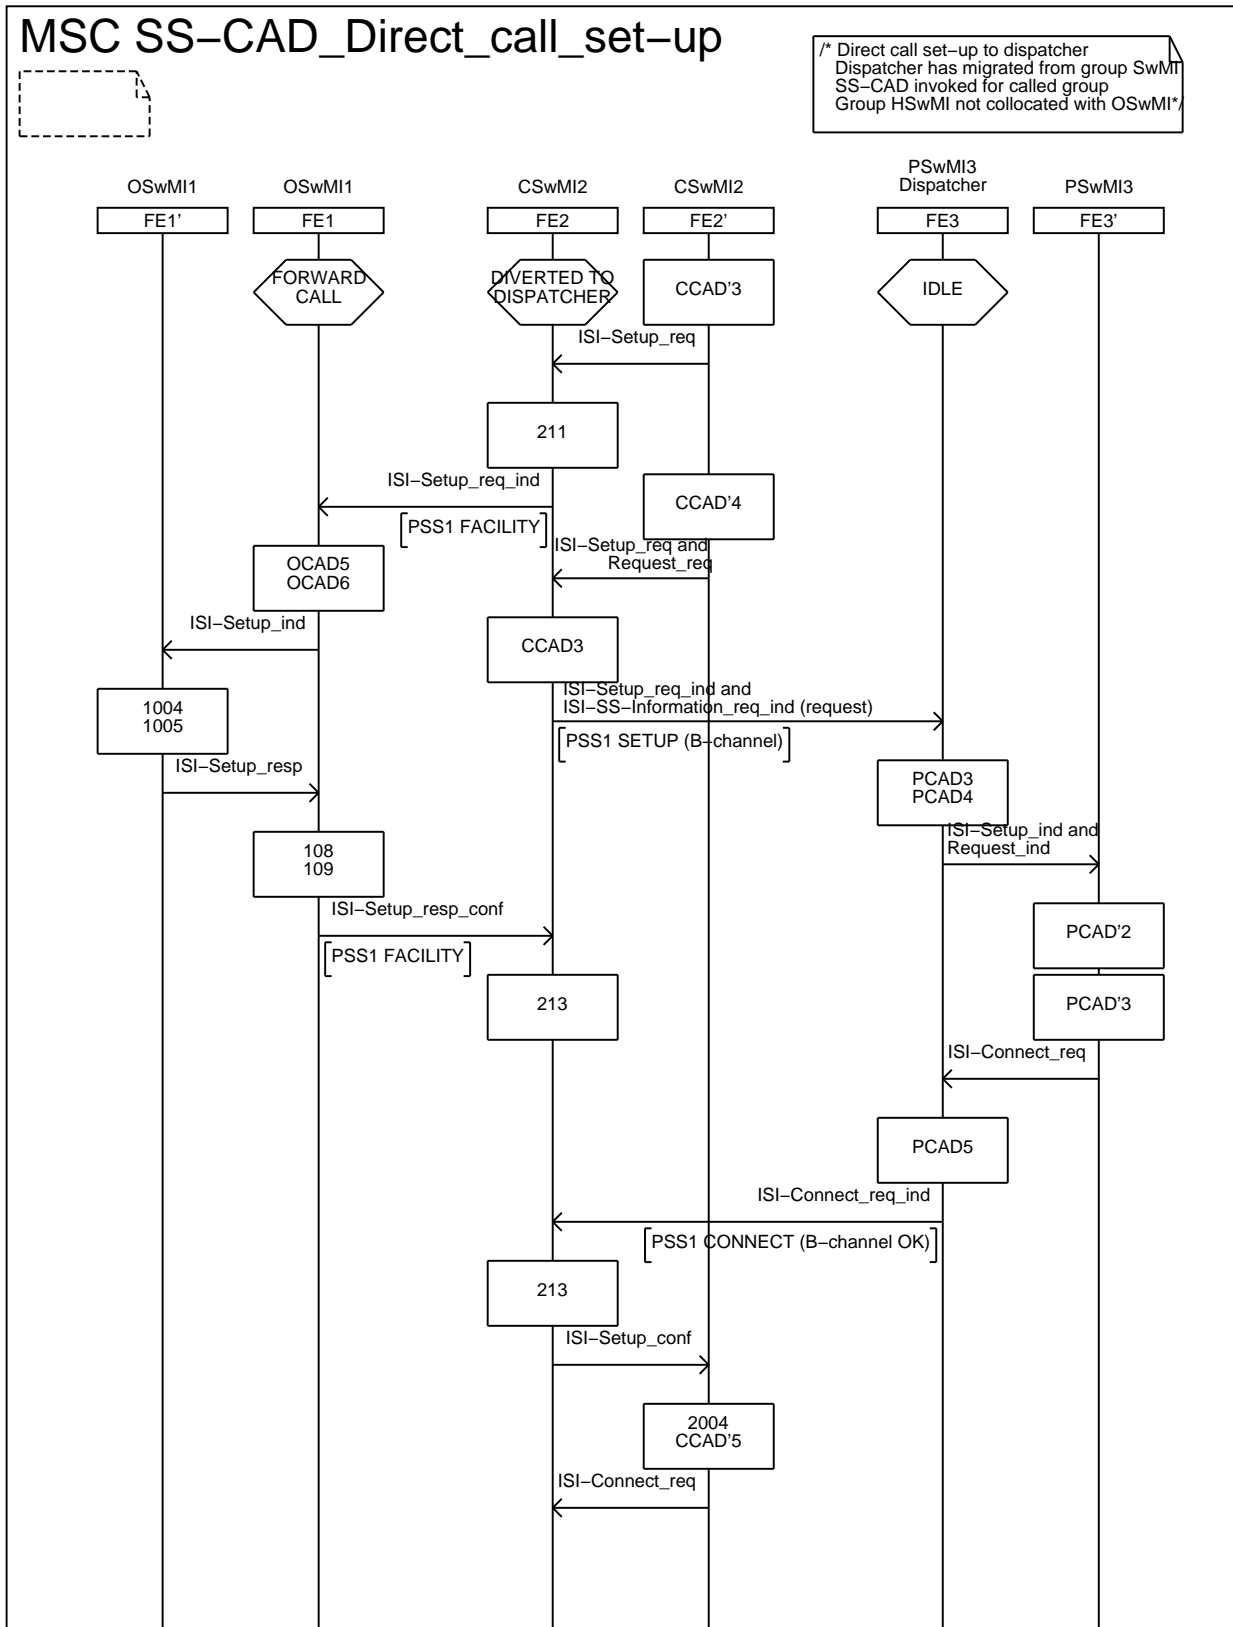 MSC SS−CAD_Direct_call_set−up
/* Direct call set−up to dispatcher
Dispatcher has migrated from group SwMI
SS−CAD invoked for called group
Group HSwMI not collocated with OSwMI*/
OSwMI1
OSwMI1
CSwMI2
CSwMI2
PSwMI3
Dispatcher
PSwMI3
FE1'
FE1
FE2
FE2'
FE3
FE3'
FORWARD
CALL
DIVERTED TO
DISPATCHER
CCAD'3
IDLE
ISI−Setup_req
211
ISI−Setup_req_ind
[PSS1 FACILITY]
CCAD'4
ISI−Setup_req and
Request_req
OCAD5
OCAD6
ISI−Setup_ind
CCAD3
ISI−Setup_req_ind and
ISI−SS−Information_req_ind (request)
[PSS1 SETUP (B−channel)]
1004
1005
ISI−Setup_resp
PCAD3
PCAD4
ISI−Setup_ind and
Request_ind
108
109
ISI−Setup_resp_conf
[PSS1 FACILITY]
PCAD'2
213
PCAD'3
ISI−Connect_req
PCAD5
ISI−Connect_req_ind
[PSS1 CONNECT (B−channel OK)]
213
ISI−Setup_conf
2004
CCAD'5
ISI−Connect_req